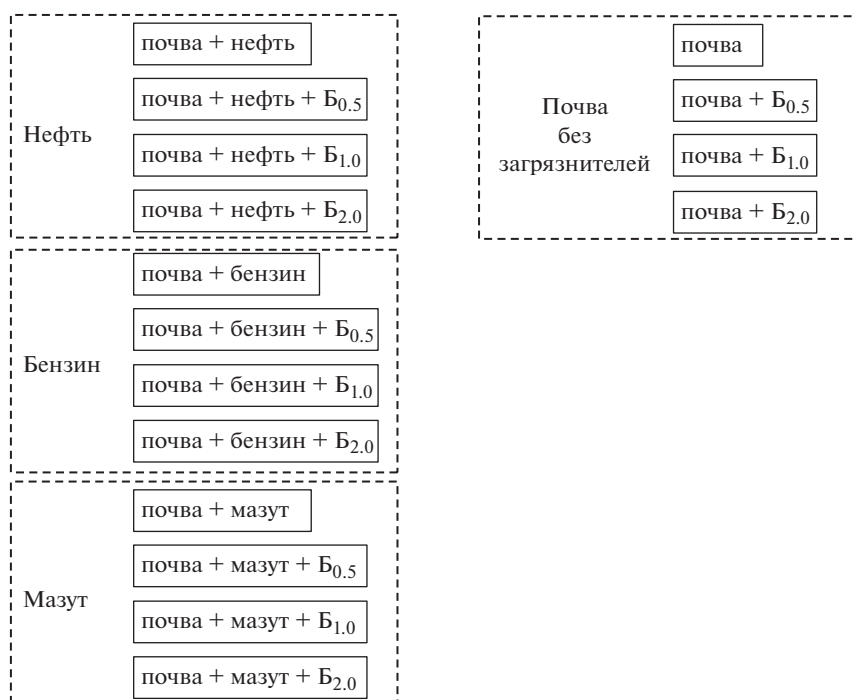 Нефть
почва + нефть
почва + нефть + Б₀.₅
почва + нефть + Б₁.₀
почва + нефть + Б₂.₀
Почва
без
загрязнителей
почва
почва + Б₀.₅
почва + Б₁.₀
почва + Б₂.₀
Бензин
почва + бензин
почва + бензин + Б₀.₅
почва + бензин + Б₁.₀
почва + бензин + Б₂.₀
Мазут
почва + мазут
почва + мазут + Б₀.₅
почва + мазут + Б₁.₀
почва + мазут + Б₂.₀